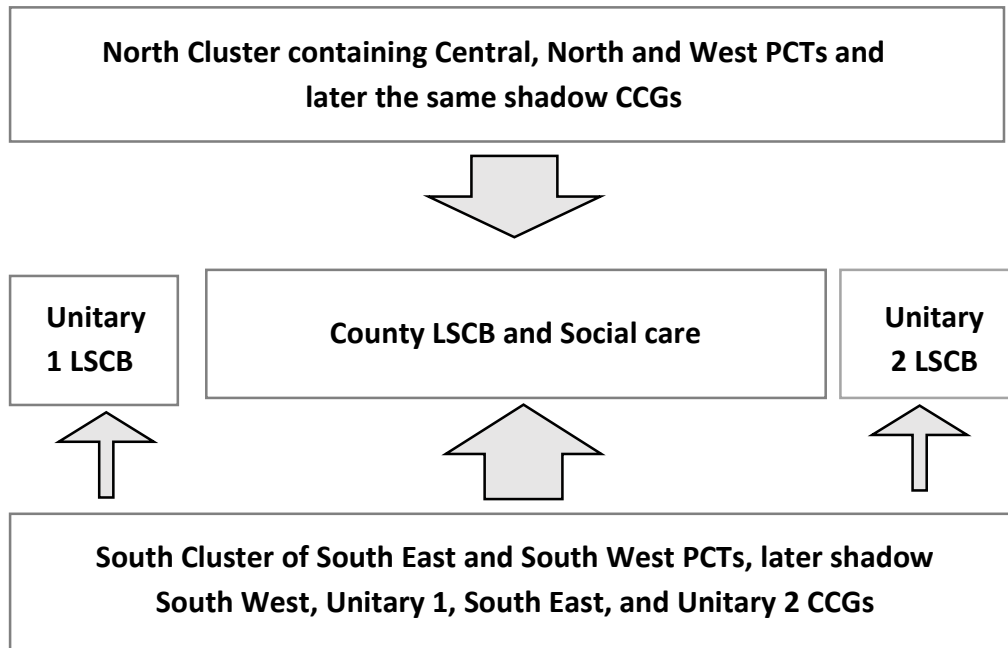 North Cluster containing Central, North and West PCTs and
later the same shadow CCGs
Unitary
1 LSCB
County LSCB and Social care
Unitary
2 LSCB
South Cluster of South East and South West PCTs, later shadow
South West, Unitary 1, South East, and Unitary 2 CCGs